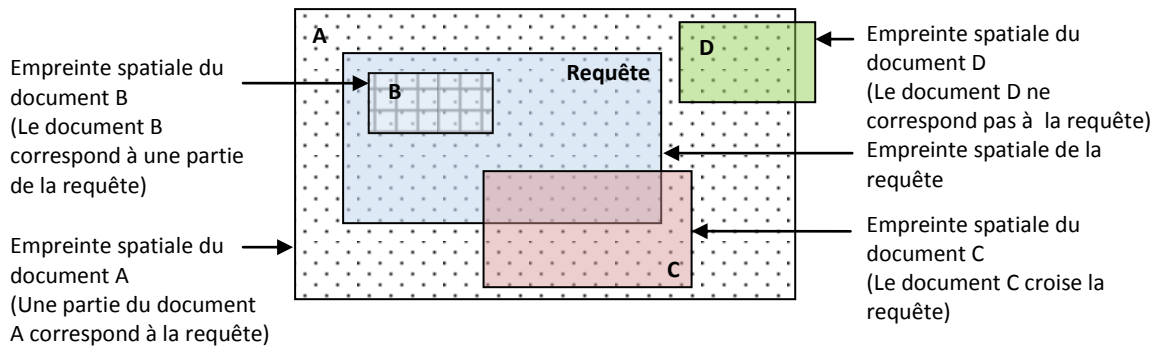 Empreinte spatiale du
document B
(Le document B
correspond à une partie
de la requête)
Empreinte spatiale du
document A
(Une partie du document
A correspond à la requête)
A
Requête
B
C
D
Empreinte spatiale du
document D
(Le document D ne
correspond pas à  la requête)
Empreinte spatiale de la
requête
Empreinte spatiale du
document C
(Le document C croise la
requête)